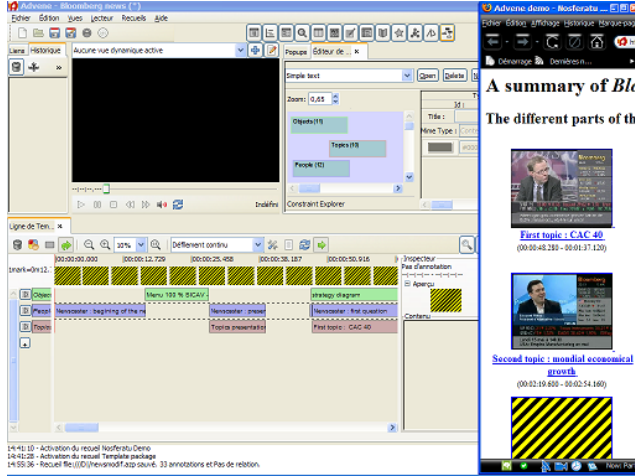 Advene - Bloomberg news (*)
Fichier Edition Vues Lecteur Recueils Aide
Liens Historique
Aucune vue dynamique active
Popups Éditeur de ...
Simple text
Open Delete
Zoom: 0,65
Objects (11)
Topics (10)
People (12)
Id :
Title :
Mime Type :
Constraint Explorer
--:--:--.---
Indéfini
Ligne de Tem...
10%
Défilement continu
00:00:00.000 00:00:12.729 00:00:25.458 00:00:38.187 00:00:50.916
Inspecteur
Pas d'annotation
Aperçu
Contenu
Menu 100 % SICAV
strategy diagram
Newscaster : begining of the ne
Newscaster : presen
Newscaster : first question
Topics presentatio
First topic : CAC 40
14:41:10 - Activation du recueil Nosferatu Demo
14:41:28 - Activation du recueil Template package
14:55:36 - Recueil file:///D|/newsmodif.azp sauvé. 33 annotations et Pas de relation.
Advene demo - Nosferatu
Fichier Édition Affichage Historique Marque-pag
Démarrage Dernières n...
A summary of Blo
The different parts of th
First topic : CAC 40
(00:00:48.280 - 00:01:37.120)
Second topic : mondial economical
growth
(00:02:19.600 - 00:02:54.160)
Now: Par